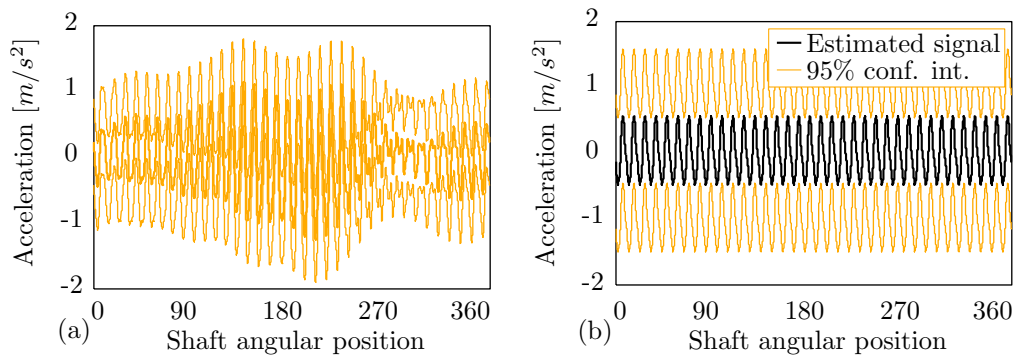 2
1
0
-1
-2
Acceleration [m/s²]
0
90
180
270
360
(a)
Shaft angular position
2
1
0
-1
-2
Acceleration [m/s²]
Estimated signal
95% conf. int.
0
90
180
270
360
(b)
Shaft angular position